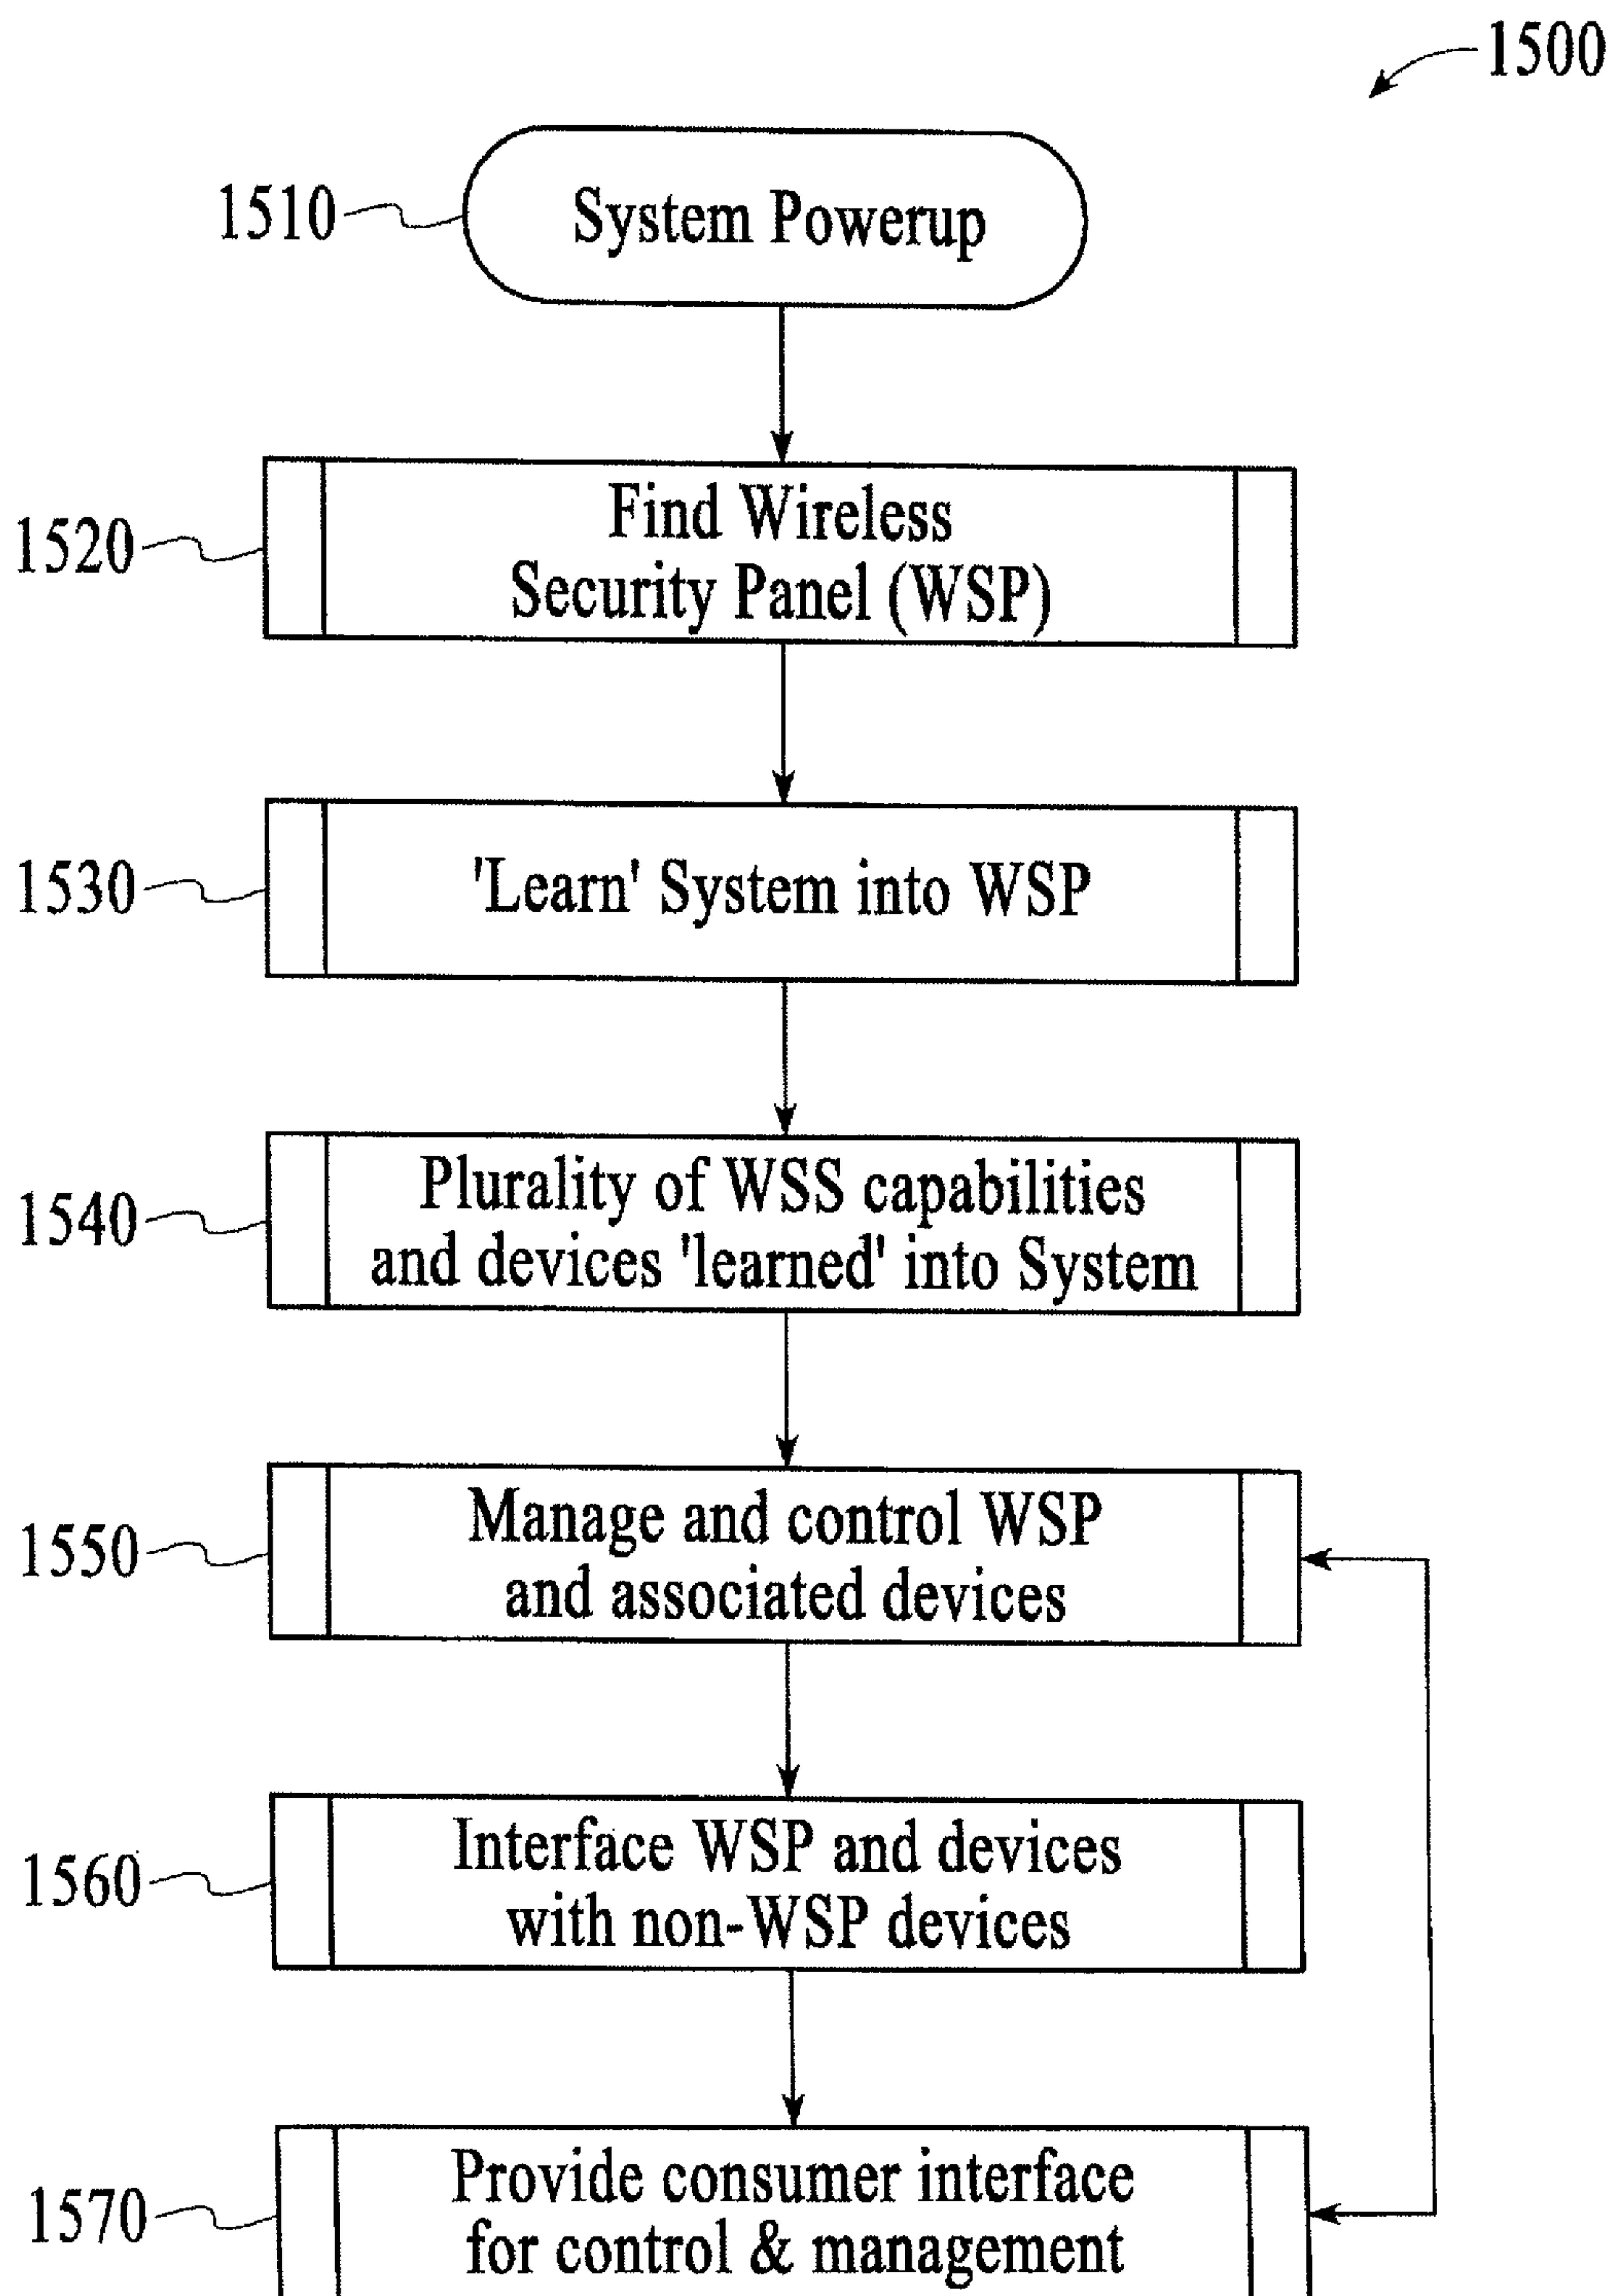 1500
1510
System Powerup
1520
Find Wireless
Security Panel (WSP)
1530
'Learn' System into WSP
1540
Plurality of WSS capabilities
and devices 'learned' into System
1550
Manage and control WSP
and associated devices
1560
Interface WSP and devices
with non-WSP devices
1570
Provide consumer interface
for control & management